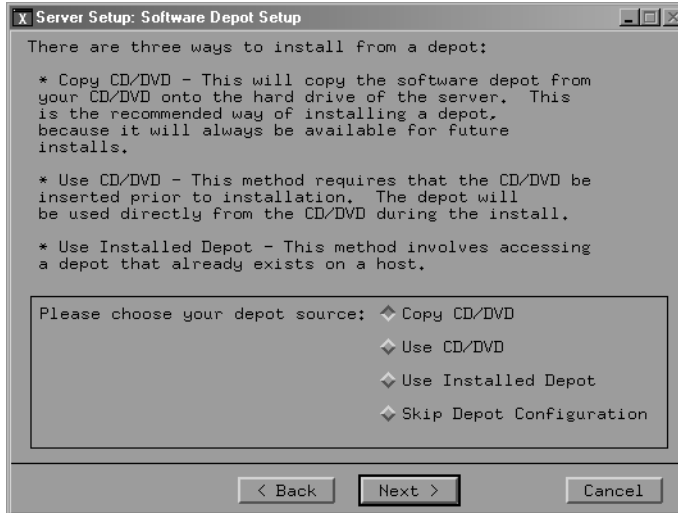 X Server Setup: Software Depot Setup
There are three ways to install from a depot:
* Copy CD/DVD - This will copy the software depot from
your CD/DVD onto the hard drive of the server.  This
is the recommended way of installing a depot,
because it will always be available for future
installs.
* Use CD/DVD - This method requires that the CD/DVD be
inserted prior to installation.  The depot will
be used directly from the CD/DVD during the install.
* Use Installed Depot - This method involves accessing
a depot that already exists on a host.
Please choose your depot source: Copy CD/DVD
Use CD/DVD
Use Installed Depot
Skip Depot Configuration
< Back Next > Cancel